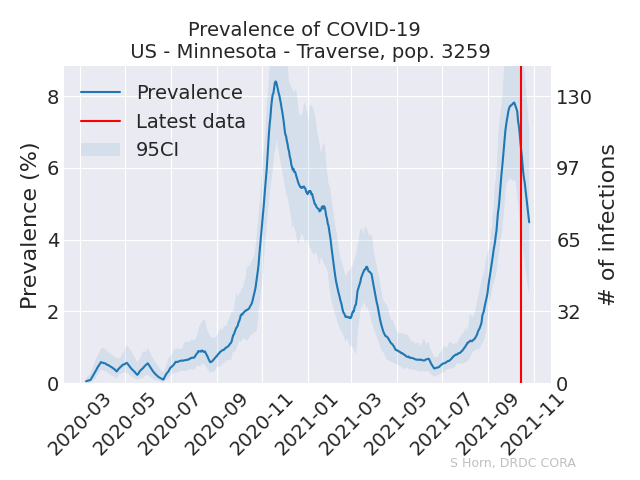 Prevalence of COVID-19
US - Minnesota - Traverse, pop. 3259
Prevalence
Latest data
95CI
Prevalence (%)
8
6
4
2
0
# of infections
130
97
65
32
0
2020-03
2020-05
2020-07
2020-09
2020-11
2021-01
2021-03
2021-05
2021-07
2021-09
2021-11
S Horn, DRDC CORA